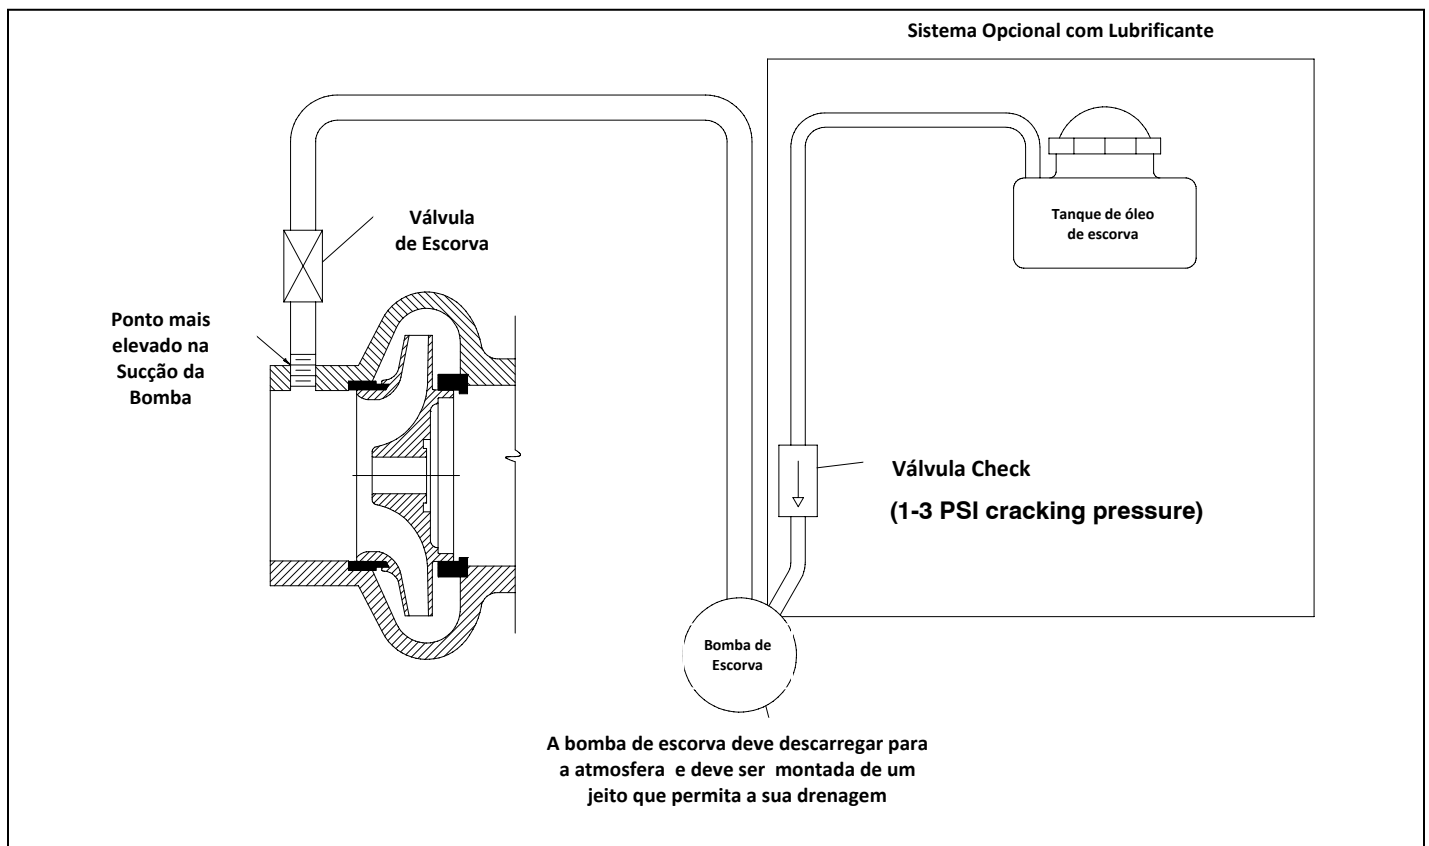 Sistema Opcional com Lubrificante
Válvula
de Escorva
Tanque de óleo
de escorva
Ponto mais
elevado na
Sucção da
Bomba
Válvula Check
(1-3 PSI cracking pressure)
Bomba de
Escorva
A bomba de escorva deve descarregar para
a atmosfera e deve ser montada de um
jeito que permita a sua drenagem